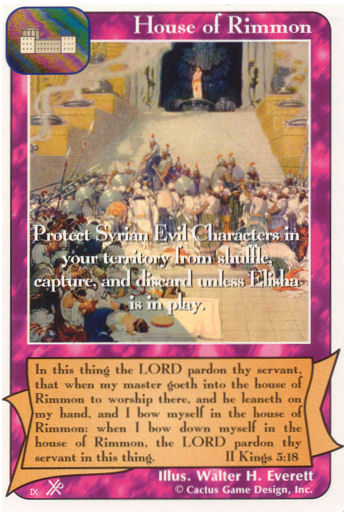 House of Rimmon
Protect Syrian Evil Characters in
your territory from shuffle,
capture, and discard unless Elisha
is in play.
In this thing the LORD pardon thy servant,
that when my master goeth into the house of
Rimmon to worship there, and he leaneth on
my hand, and I bow myself in the house of
Rimmon: when I bow down myself in the
house of Rimmon, the LORD pardon thy
servant in this thing. II Kings 5:18
Illus. Walter H. Everett
IX
© Cactus Game Design, Inc.